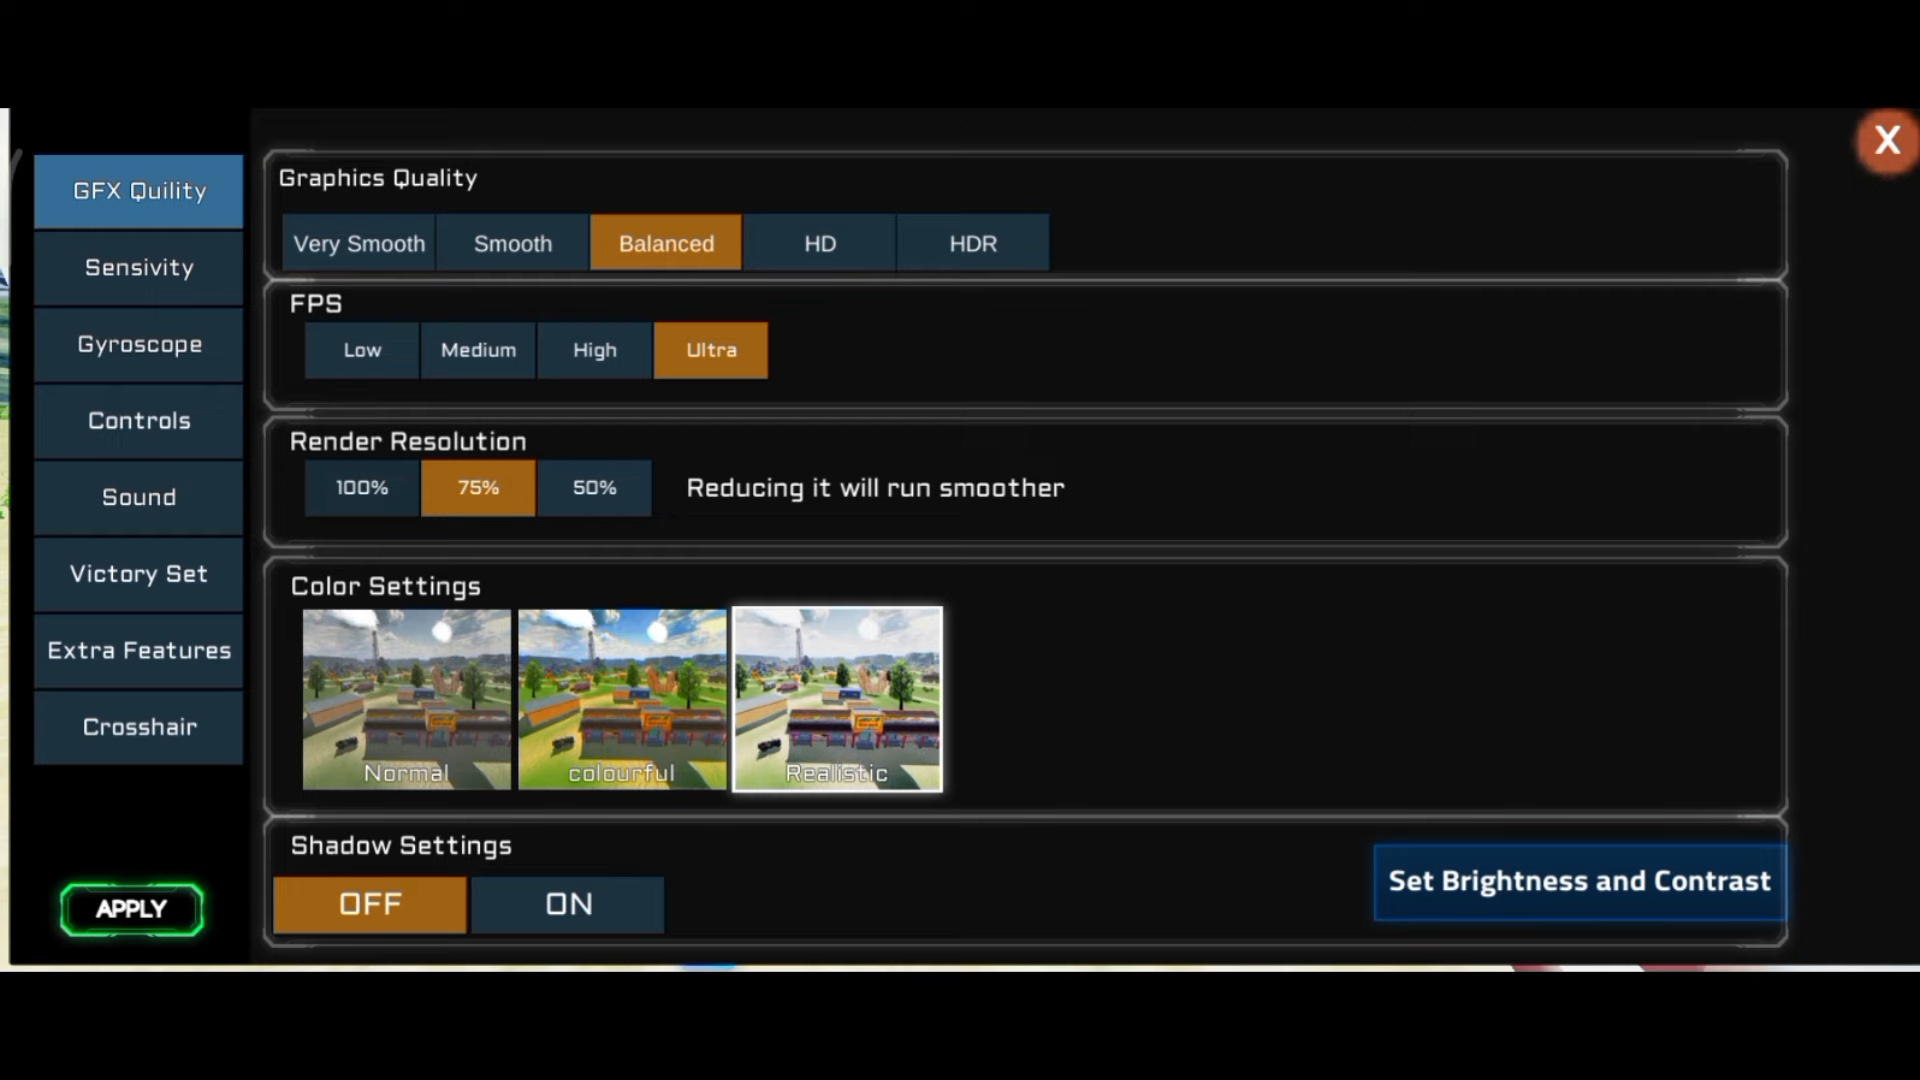 X
GFX Quility
Sensivity
Gyroscope
Controls
Sound
Victory Set
Extra Features
Crosshair
APPLY
Graphics Quality
Very Smooth Smooth Balanced HD HDR
FPS
Low Medium High Ultra
Render Resolution
100% 75% 50% Reducing it will run smoother
Color Settings
Normal colourful Realistic
Shadow Settings
OFF ON
Set Brightness and Contrast